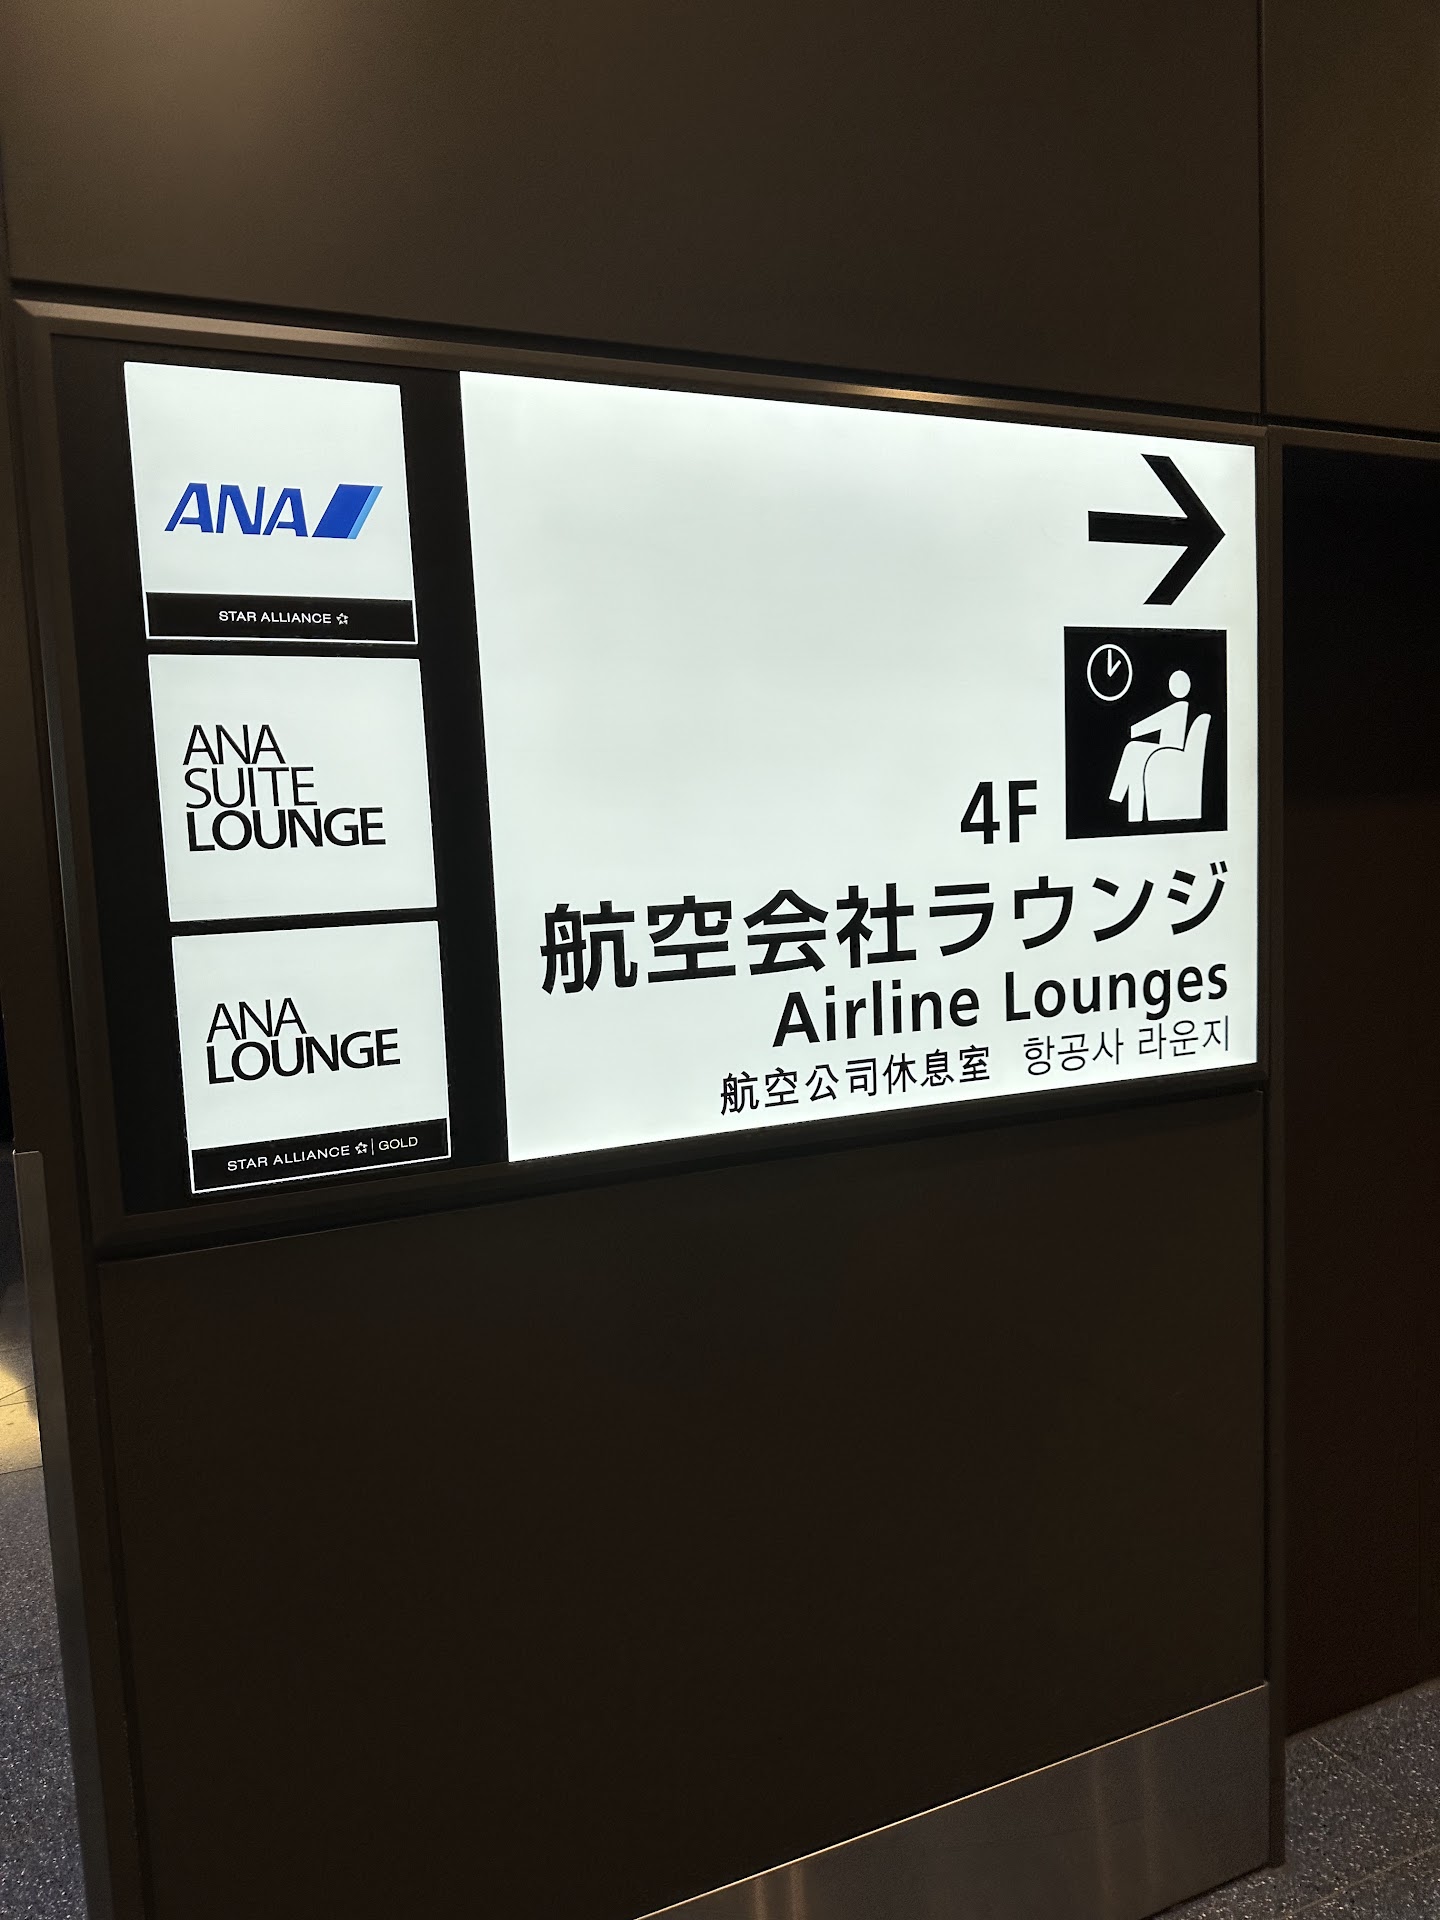 ANA
STAR ALLIANCE
ANA
SUITE
LOUNGE
ANA
LOUNGE
STAR ALLIANCE | GOLD
4F
航空会社ラウンジ
Airline Lounges
航空公司休息室 항공사 라운지